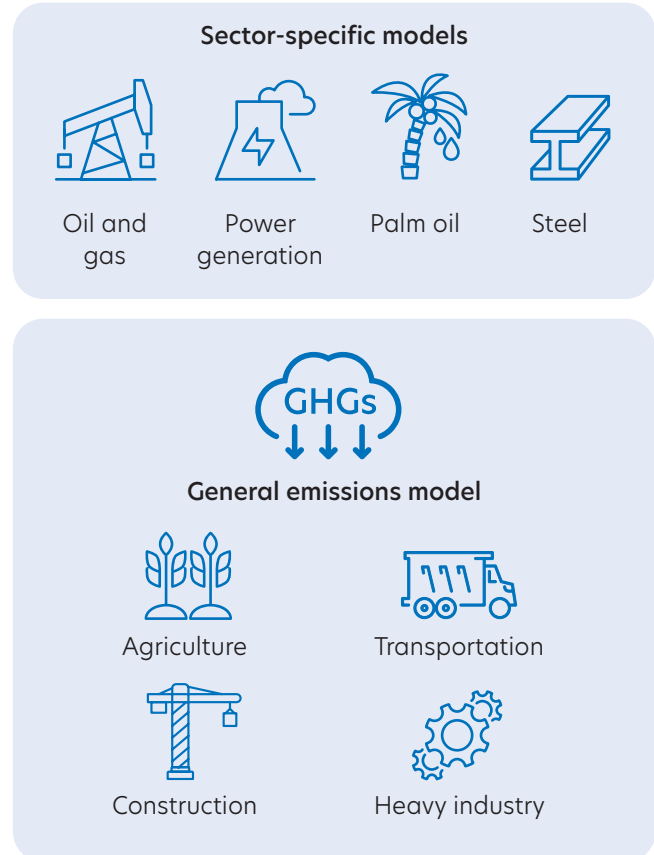 Sector-specific models
Oil and
gas
Power
generation
Palm oil
Steel
GHGs
General emissions model
Agriculture
Transportation
Construction
Heavy industry